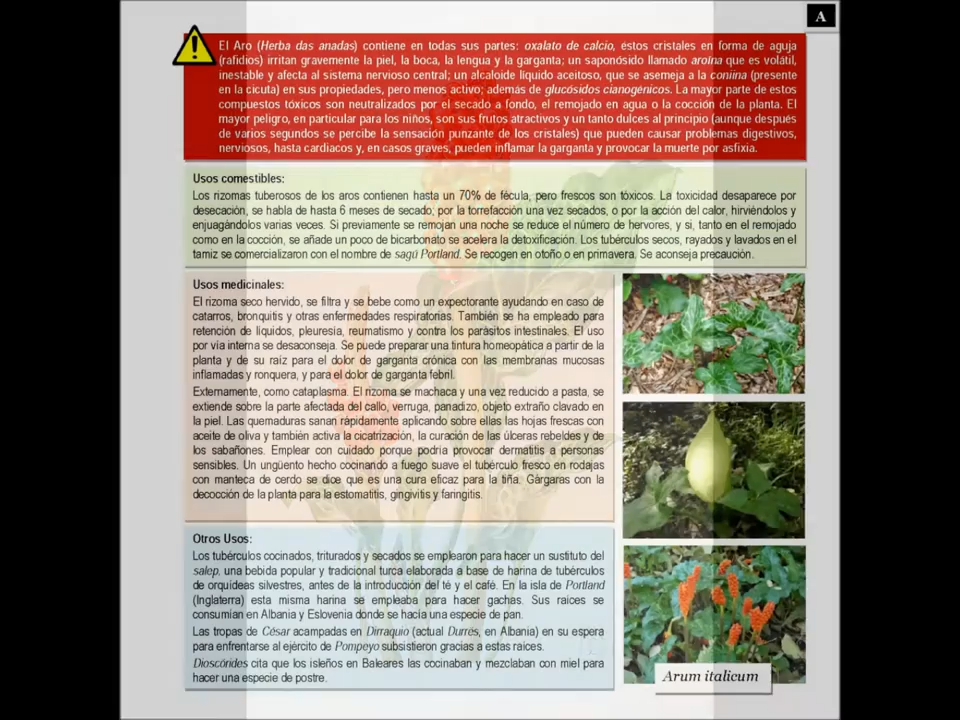 A
El Aro (Herba das anadas) contiene en todas sus partes: oxalato de calcio, éstos cristales en forma de aguja
(rafidios) irritan gravemente la piel, la boca, la lengua y la garganta; un saponósido llamado aroína que es volátil,
inestable y afecta al sistema nervioso central; un alcaloide líquido aceitoso, que se asemeja a la coniina (presente
en la cicuta) en sus propiedades, pero menos activo; además de glucósidos cianogénicos. La mayor parte de estos
compuestos tóxicos son neutralizados por el secado a fondo, el remojado en agua o la cocción de la planta. El
mayor peligro, en particular para los niños, son sus frutos atractivos y un tanto dulces al principio (aunque después
de varios segundos se percibe la sensación punzante de los cristales) que pueden causar problemas digestivos,
nerviosos, hasta cardiacos y, en casos graves, pueden inflamar la garganta y provocar la muerte por asfixia.
Usos comestibles:
Los rizomas tuberosos de los aros contienen hasta un 70% de fécula, pero frescos son tóxicos. La toxicidad desaparece por
desecación, se habla de hasta 6 meses de secado; por la torrefacción una vez secados, o por la acción del calor, hirviéndolos y
enjuagándolos varias veces. Si previamente se remojan una noche se reduce el número de hervores, y si, tanto en el remojado
como en la cocción, se añade un poco de bicarbonato se acelera la detoxificación. Los tubérculos secos, rayados y lavados en el
tamiz se comercializaron con el nombre de sagú Portland. Se recogen en otoño o en primavera. Se aconseja precaución.
Usos medicinales:
El rizoma seco hervido, se filtra y se bebe como un expectorante ayudando en caso de
catarros, bronquitis y otras enfermedades respiratorias. También se ha empleado para
retención de líquidos, pleuresía, reumatismo y contra los parásitos intestinales. El uso
por vía interna se desaconseja. Se puede preparar una tintura homeopática a partir de la
planta y de su raíz para el dolor de garganta crónica con las membranas mucosas
inflamadas y ronquera, y para el dolor de garganta febril.
Externamente, como cataplasma. El rizoma se machaca y una vez reducido a pasta, se
extiende sobre la parte afectada del callo, verruga, panadizo, objeto extraño clavado en
la piel. Las quemaduras sanan rápidamente aplicando sobre ellas las hojas frescas con
aceite de oliva y también activa la cicatrización, la curación de las úlceras rebeldes y de
los sabañones. Emplear con cuidado porque podría provocar dermatitis a personas
sensibles. Un ungüento hecho cocinando a fuego suave el tubérculo fresco en rodajas
con manteca de cerdo se dice que es una cura eficaz para la tiña. Gárgaras con la
decocción de la planta para la estomatitis, gingivitis y faringitis.
Otros Usos:
Los tubérculos cocinados, triturados y secados se emplearon para hacer un sustituto del
salep, una bebida popular y tradicional turca elaborada a base de harina de tubérculos
de orquídeas silvestres, antes de la introducción del té y el café. En la isla de Portland
(Inglaterra) esta misma harina se empleaba para hacer gachas. Sus raíces se
consumían en Albania y Eslovenia donde se hacía una especie de pan.
Las tropas de César acampadas en Dirraquio (actual Durrës, en Albania) en su espera
para enfrentarse al ejército de Pompeyo subsistieron gracias a estas raíces.
Dioscórides cita que los isleños en Baleares las cocinaban y mezclaban con miel para
hacer una especie de postre.
Arum italicum